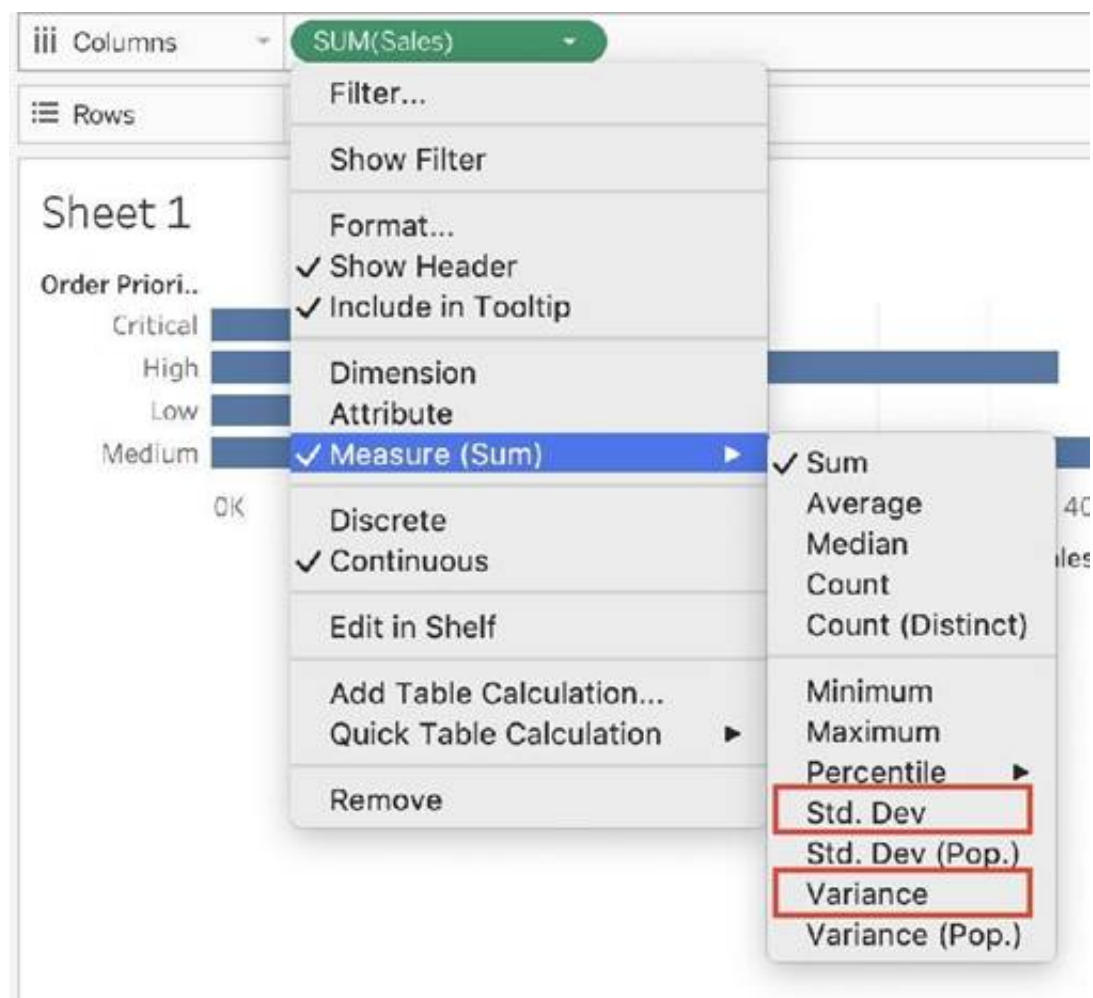 Columns
SUM(Sales)
Rows
Filter...
Show Filter
Format...
Show Header
Include in Tooltip
Dimension
Attribute
Measure (Sum)
Discrete
Continuous
Edit in Shelf
Add Table Calculation...
Quick Table Calculation
Remove
Sum
Average
Median
Count
Count (Distinct)
Minimum
Maximum
Percentile
Std. Dev
Std. Dev (Pop.)
Variance
Variance (Pop.)
Sheet 1
Order Priori..
Critical
High
Low
Medium
0K
40
les